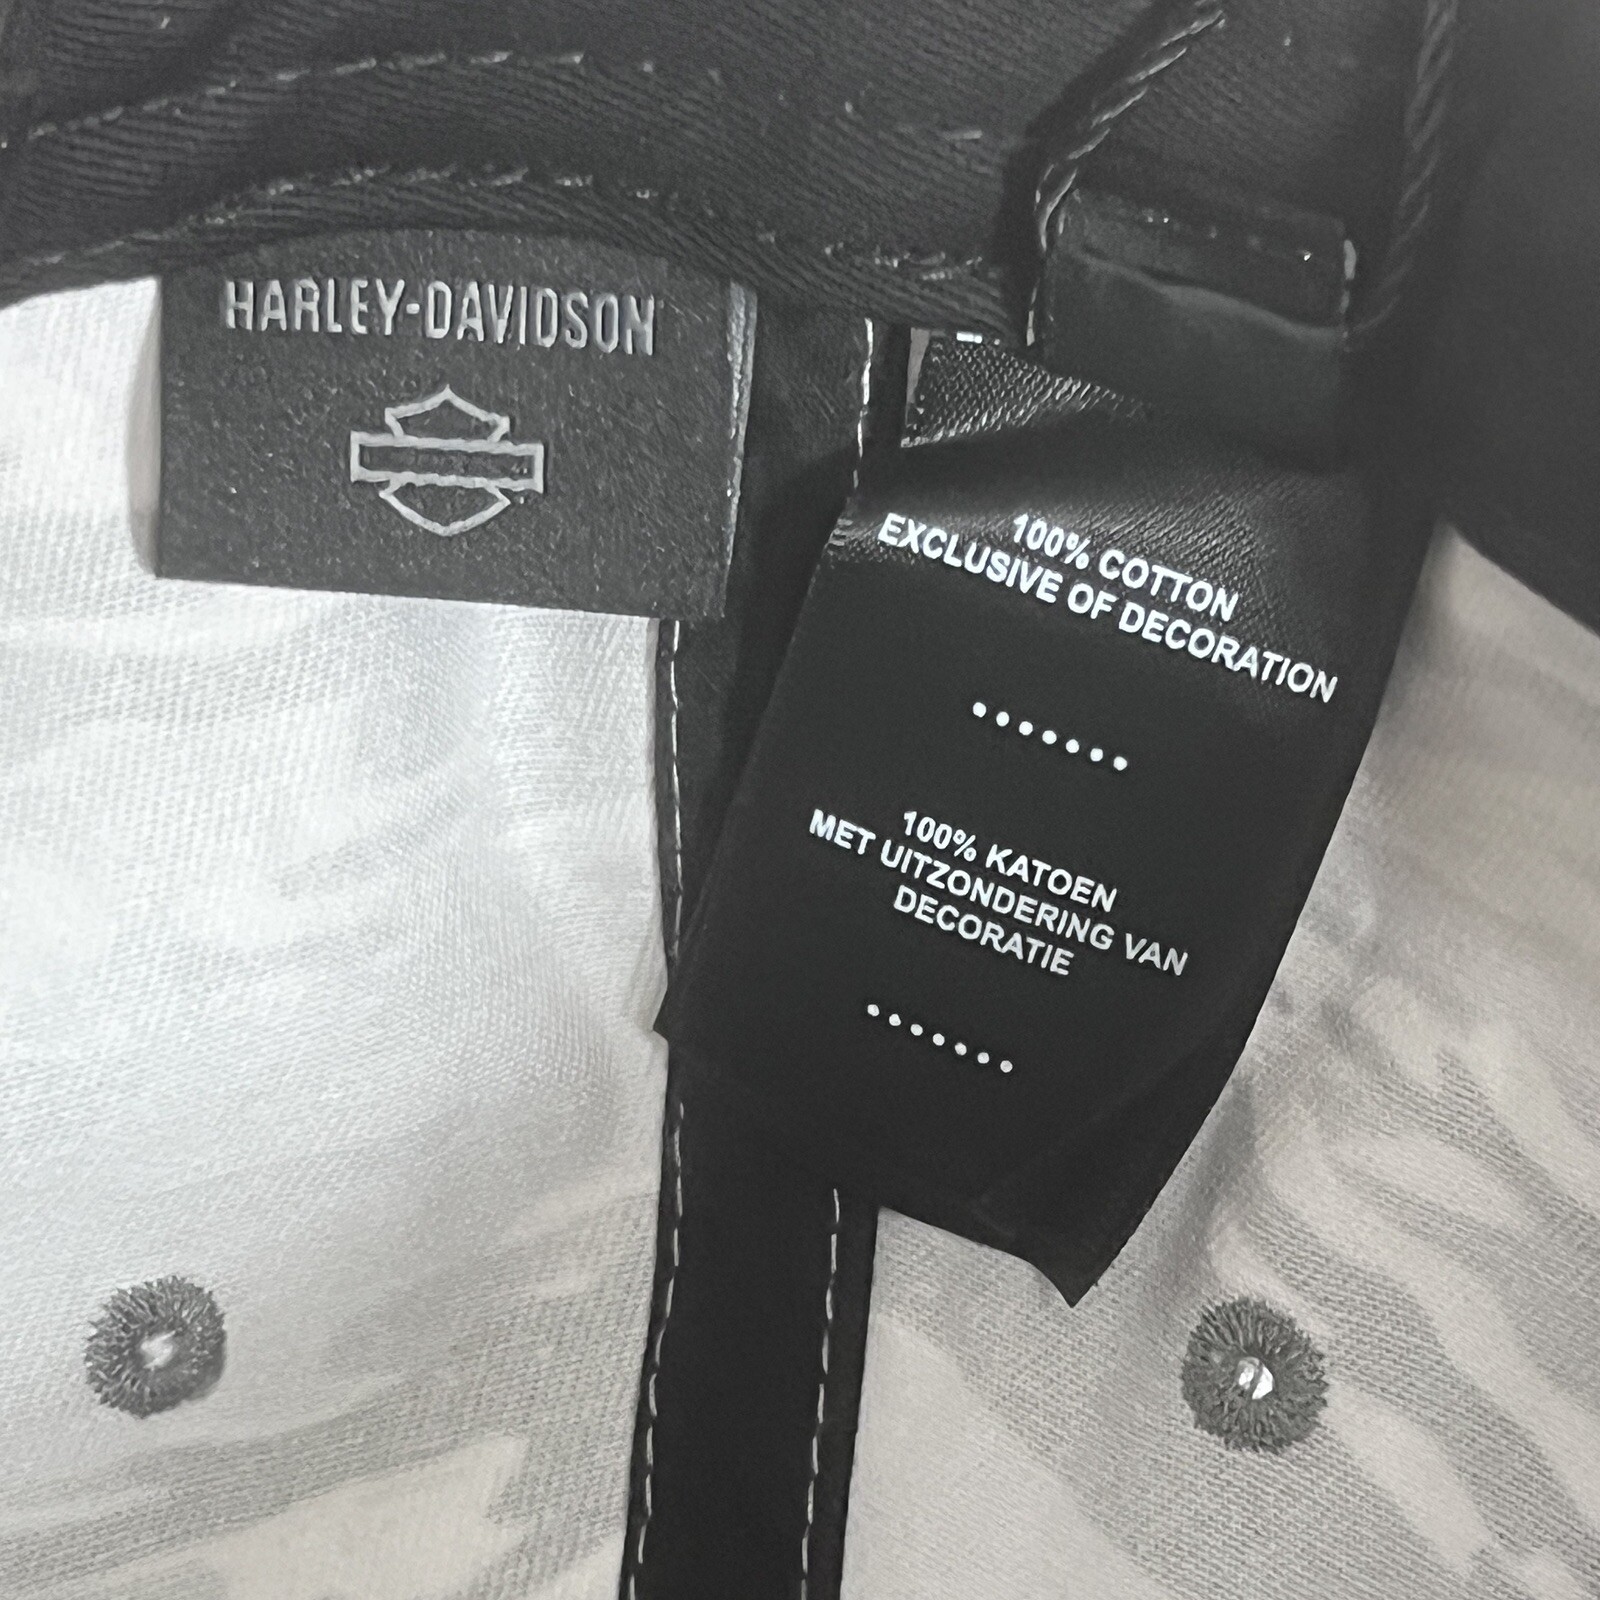 HARLEY-DAVIDSON
100% COTTON
EXCLUSIVE OF DECORATION
.......
100% KATOEN
MET UITZONDERING VAN
DECORATIE
.......